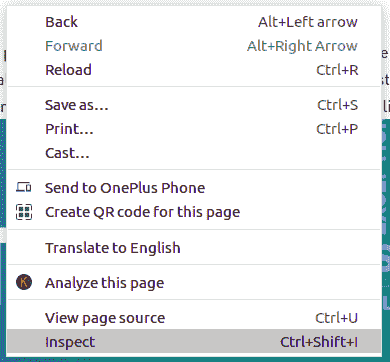 Back Alt+Left arrow
Forward Alt+Right Arrow
Reload Ctrl+R
Save as... Ctrl+S
Print... Ctrl+P
Cast...
Send to OnePlus Phone
Create QR code for this page
Translate to English
K Analyze this page
View page source Ctrl+U
Inspect Ctrl+Shift+I